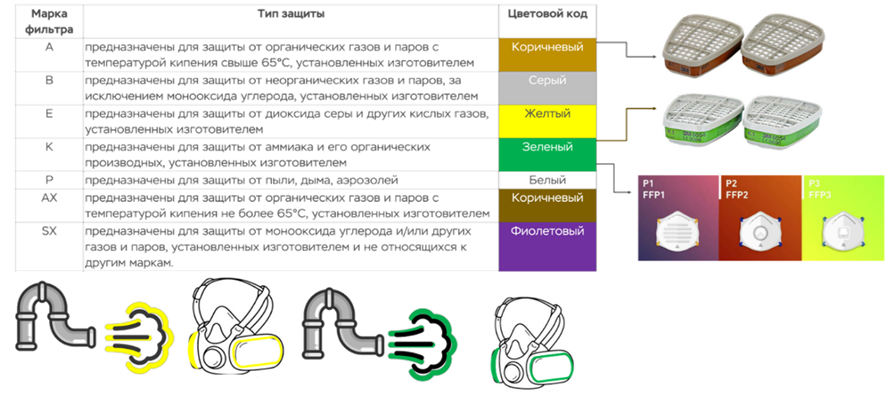 Марка фильтра
Тип защиты
Цветовой код
A
предназначены для защиты от органических газов и паров с
температурой кипения свыше 65°С, установленных изготовителем
Коричневый
B
предназначены для защиты от неорганических газов и паров, за
исключением монооксида углерода, установленных изготовителем
Серый
E
предназначены для защиты от диоксида серы и других кислых газов,
установленных изготовителем
Желтый
K
предназначены для защиты от аммиака и его органических
производных, установленных изготовителем
Зеленый
P
предназначены для защиты от пыли, дыма, аэрозолей
Белый
AX
предназначены для защиты от органических газов и паров с
температурой кипения не более 65°С, установленных изготовителем
Коричневый
SX
предназначены для защиты от монооксида углерода и/или других
газов и паров, установленных изготовителем и не относящихся к
другим маркам.
Фиолетовый
P1
FFP1
P2
FFP2
P3
FFP3